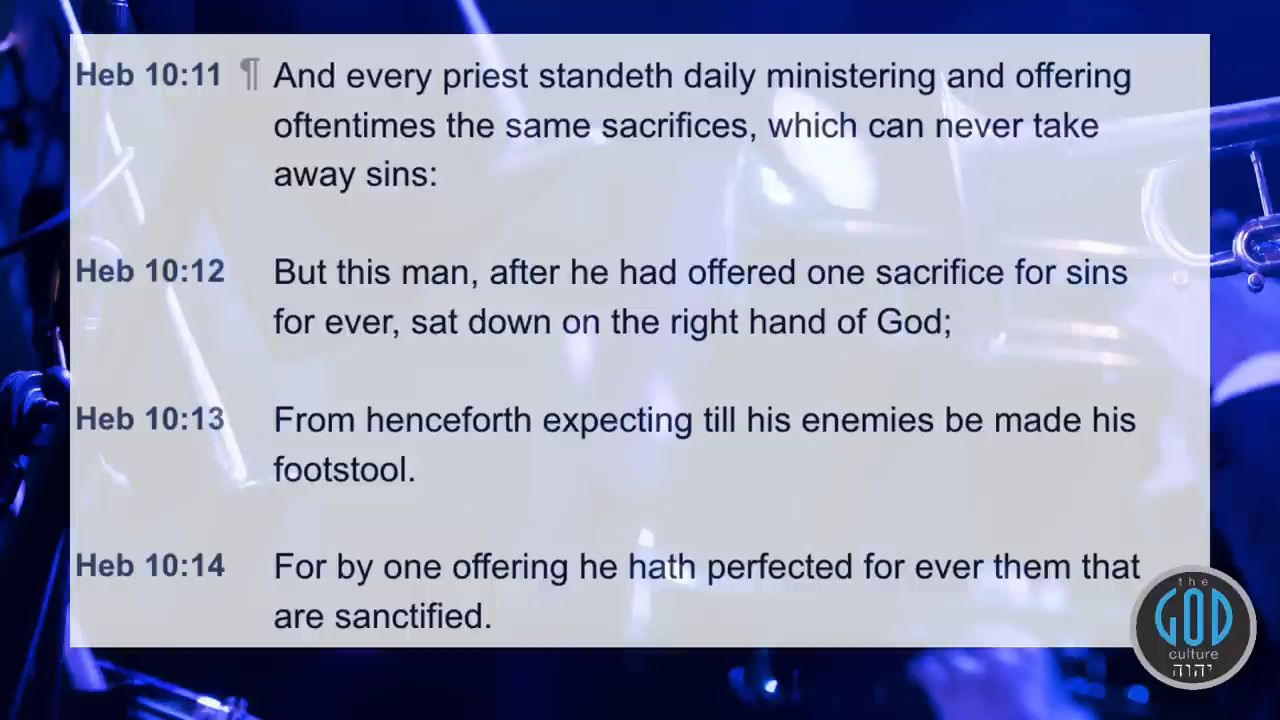 Heb 10:11 ¶ And every priest standeth daily ministering and offering
oftentimes the same sacrifices, which can never take
away sins:
Heb 10:12 But this man, after he had offered one sacrifice for sins
for ever, sat down on the right hand of God;
Heb 10:13 From henceforth expecting till his enemies be made his
footstool.
Heb 10:14 For by one offering he hath perfected for ever them that
are sanctified.
the
GOD
culture
יהוה